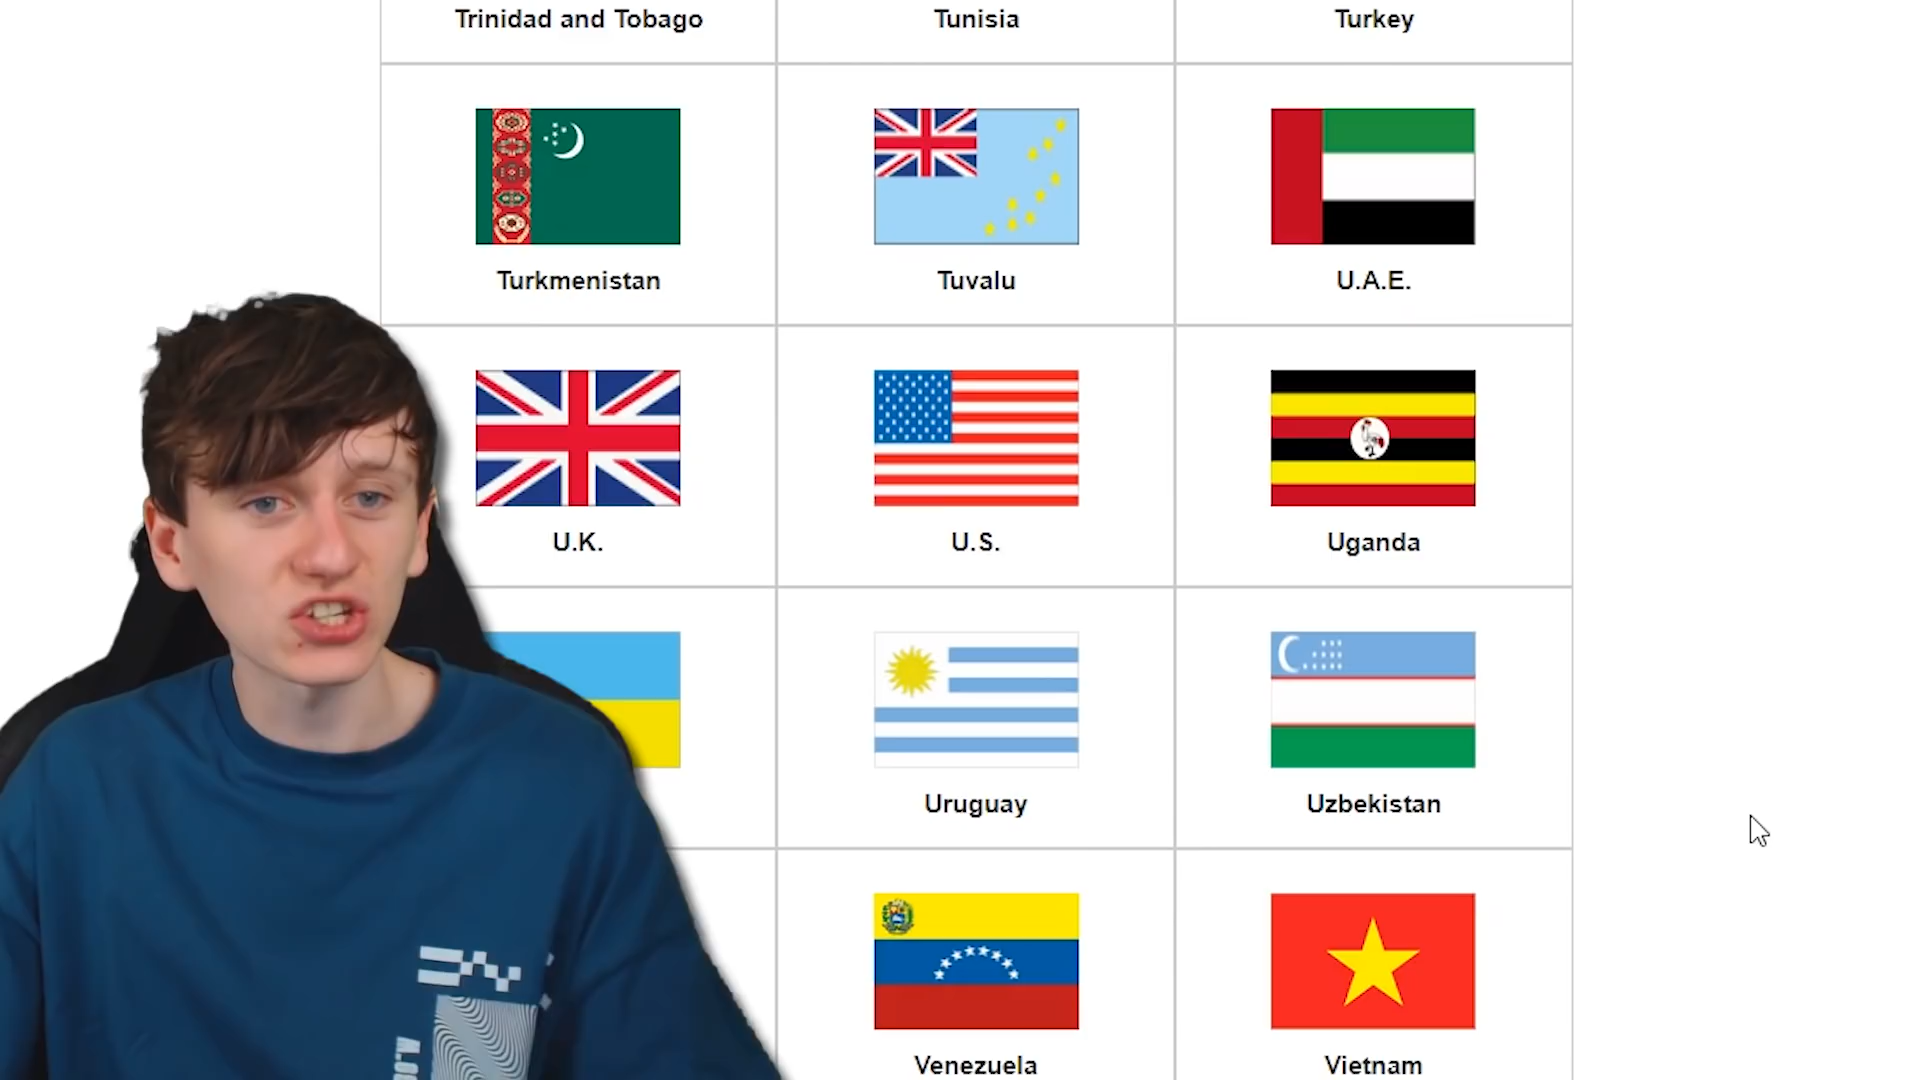 Trinidad and Tobago
Tunisia
Turkey
Turkmenistan
Tuvalu
U.A.E.
U.K.
U.S.
Uganda
Uruguay
Uzbekistan
Venezuela
Vietnam